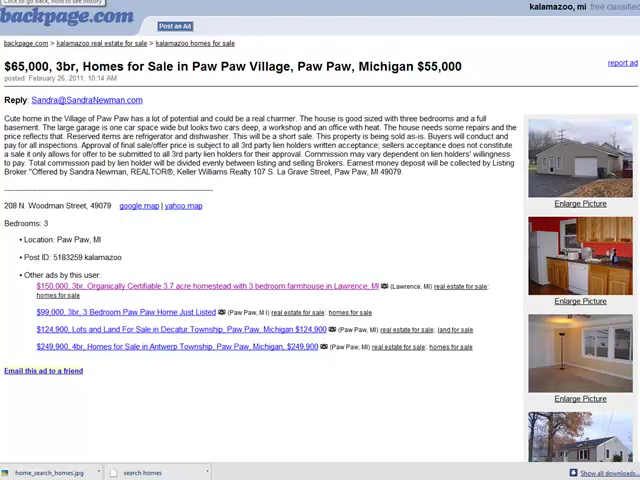 Click to go back, hold to see history
backpage.com
kalamazoo, mi free classified
Post an Ad
backpage.com > kalamazoo real estate for sale > kalamazoo homes for sale
$65,000, 3br, Homes for Sale in Paw Paw Village, Paw Paw, Michigan $55,000
report ad
posted: February 26, 2011, 10:14 AM
Reply: Sandra@SandraNewman.com
Cute home in the Village of Paw Paw has a lot of potential and could be a real charmer. The house is good sized with three bedrooms and a full
basement. The large garage is one car space wide but looks two cars deep, a workshop and an office with heat. The house needs some repairs and the
price reflects that. Reserved items are refrigerator and dishwasher. This will be a short sale. This property is being sold as-is. Buyers will conduct and
pay for all inspections. Approval of final sale/offer price is subject to all 3rd party lien holders written acceptance; sellers acceptance does not constitute
a sale it only allows for offer to be submitted to all 3rd party lien holders for their approval. Commission may vary dependent on lien holders' willingness
to pay. Total commission paid by lien holder will be divided evenly between listing and selling Brokers. Earnest money deposit will be collected by Listing
Broker."Offered by Sandra Newman, REALTOR®, Keller Williams Realty 107 S. La Grave Street, Paw Paw, MI 49079.
208 N. Woodman Street, 49079 google map | yahoo map
Bedrooms: 3
• Location: Paw Paw, MI
• Post ID: 5183259 kalamazoo
• Other ads by this user:
$150,000, 3br, Organically Certifiable 3.7 acre homestead with 3 bedroom farmhouse in Lawrence, MI (Lawrence, MI) real estate for sale:
homes for sale
$99,000, 3br, 3 Bedroom Paw Paw Home Just Listed (Paw Paw, M I) real estate for sale: homes for sale
$124,900, Lots and Land For Sale in Decatur Township, Paw Paw, Michigan $124,900 (Paw Paw, MI) real estate for sale: land for sale
$249,900, 4br, Homes for Sale in Antwerp Township, Paw Paw, Michigan, $249,900 (Paw Paw, MI) real estate for sale: homes for sale
Email this ad to a friend
Enlarge Picture
Enlarge Picture
Enlarge Picture
home_search_homes.jpg
search homes
Show all downloads...